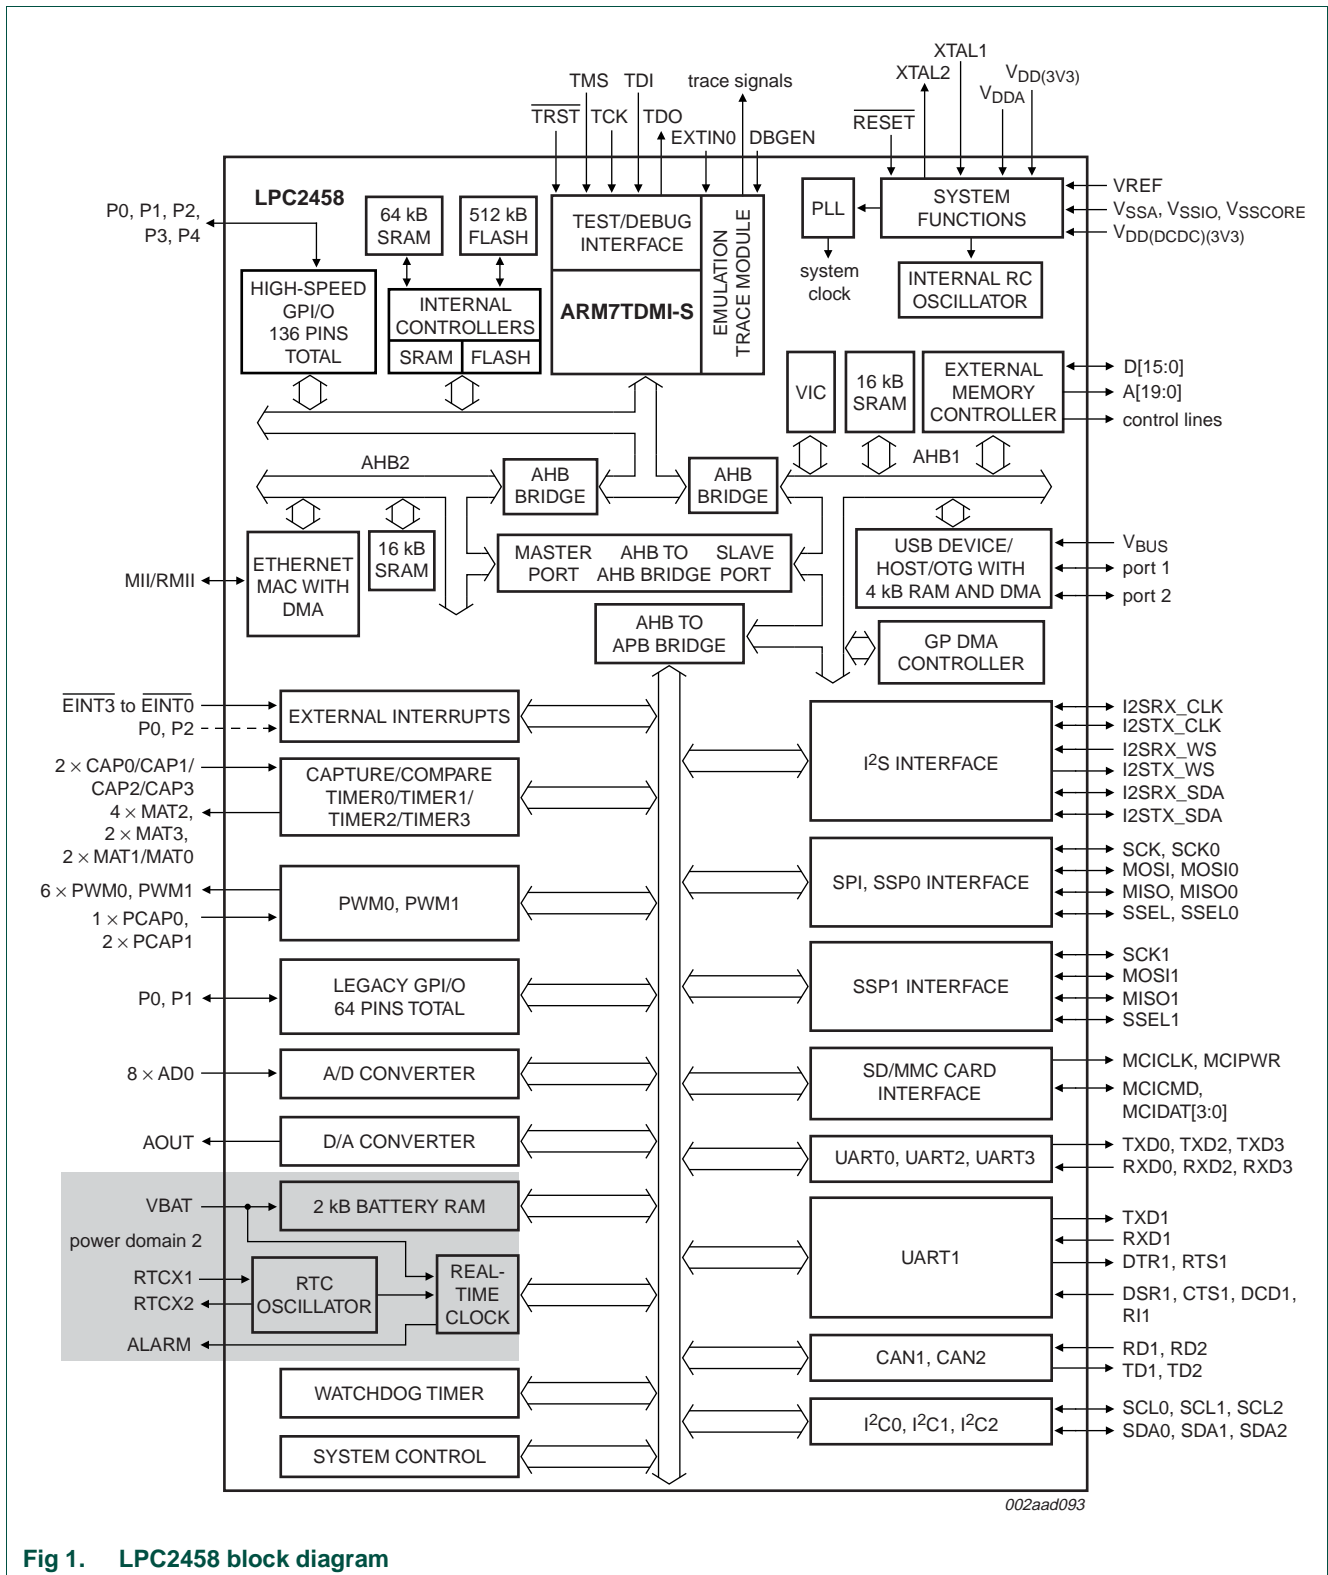 XTAL1
XTAL2
VDD(3V3)
VDDA
RESET
TMS
TDI
trace signals
TRST
TCK
TDO
EXTIN0
DBGEN
LPC2458
P0, P1, P2,
P3, P4
64 kB
SRAM
512 kB
FLASH
TEST/DEBUG
INTERFACE
EMULATION
TRACE MODULE
PLL
SYSTEM
FUNCTIONS
VREF
VSSA, VSSIO, VSSCORE
VDD(DCDC)(3V3)
system
clock
HIGH-SPEED
GPI/O
136 PINS
TOTAL
INTERNAL
CONTROLLERS
SRAM
FLASH
ARM7TDMI-S
INTERNAL RC
OSCILLATOR
VIC
16 kB
SRAM
EXTERNAL
MEMORY
CONTROLLER
D[15:0]
A[19:0]
control lines
AHB2
AHB
BRIDGE
AHB
BRIDGE
AHB1
ETHERNET
MAC WITH
DMA
16 kB
SRAM
MASTER
PORT
AHB TO
AHB BRIDGE
SLAVE
PORT
USB DEVICE/
HOST/OTG WITH
4 kB RAM AND DMA
VBUS
port 1
port 2
MII/RMII
AHB TO
APB BRIDGE
GP DMA
CONTROLLER
EINT3 to EINT0
P0, P2
EXTERNAL INTERRUPTS
2 × CAP0/CAP1/
CAP2/CAP3
4 × MAT2,
2 × MAT3,
2 × MAT1/MAT0
CAPTURE/COMPARE
TIMER0/TIMER1/
TIMER2/TIMER3
6 × PWM0, PWM1
1 × PCAP0,
2 × PCAP1
PWM0, PWM1
P0, P1
LEGACY GPI/O
64 PINS TOTAL
8 × AD0
A/D CONVERTER
AOUT
D/A CONVERTER
VBAT
2 kB BATTERY RAM
power domain 2
RTCX1
RTCX2
RTC
OSCILLATOR
REAL-
TIME
CLOCK
ALARM
WATCHDOG TIMER
SYSTEM CONTROL
I2S INTERFACE
I2SRX_CLK
I2STX_CLK
I2SRX_WS
I2STX_WS
I2SRX_SDA
I2STX_SDA
SPI, SSP0 INTERFACE
SCK, SCK0
MOSI, MOSI0
MISO, MISO0
SSEL, SSEL0
SSP1 INTERFACE
SCK1
MOSI1
MISO1
SSEL1
SD/MMC CARD
INTERFACE
MCICLK, MCIPWR
MCICMD,
MCIDAT[3:0]
UART0, UART2, UART3
TXD0, TXD2, TXD3
RXD0, RXD2, RXD3
UART1
TXD1
RXD1
DTR1, RTS1
DSR1, CTS1, DCD1,
RI1
CAN1, CAN2
RD1, RD2
TD1, TD2
I2C0, I2C1, I2C2
SCL0, SCL1, SCL2
SDA0, SDA1, SDA2
002aad093
Fig 1. LPC2458 block diagram